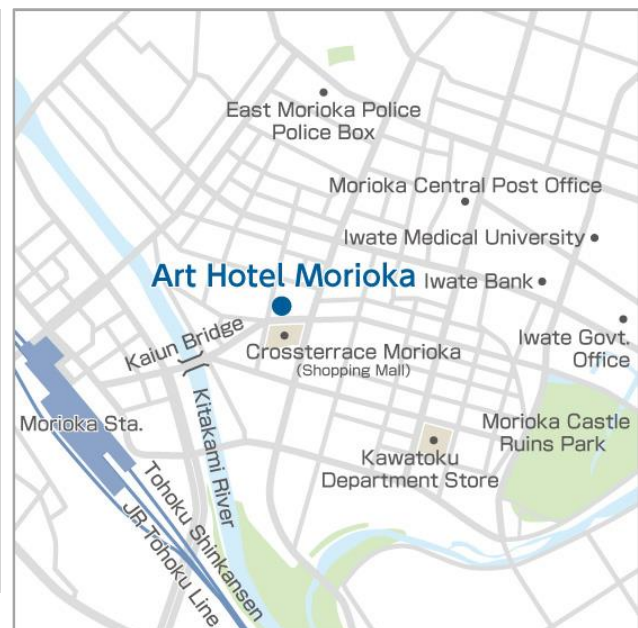 East Morioka Police
Police Box
Morioka Central Post Office
Iwate Medical University
Art Hotel Morioka
Iwate Bank
Iwate Govt.
Office
Kaiun Bridge
Crossterrace Morioka
(Shopping Mall)
Morioka Sta.
Kitakami River
Morioka Castle
Ruins Park
Kawatoku
Department Store
Tohoku Shinkansen
JR Tohoku Line